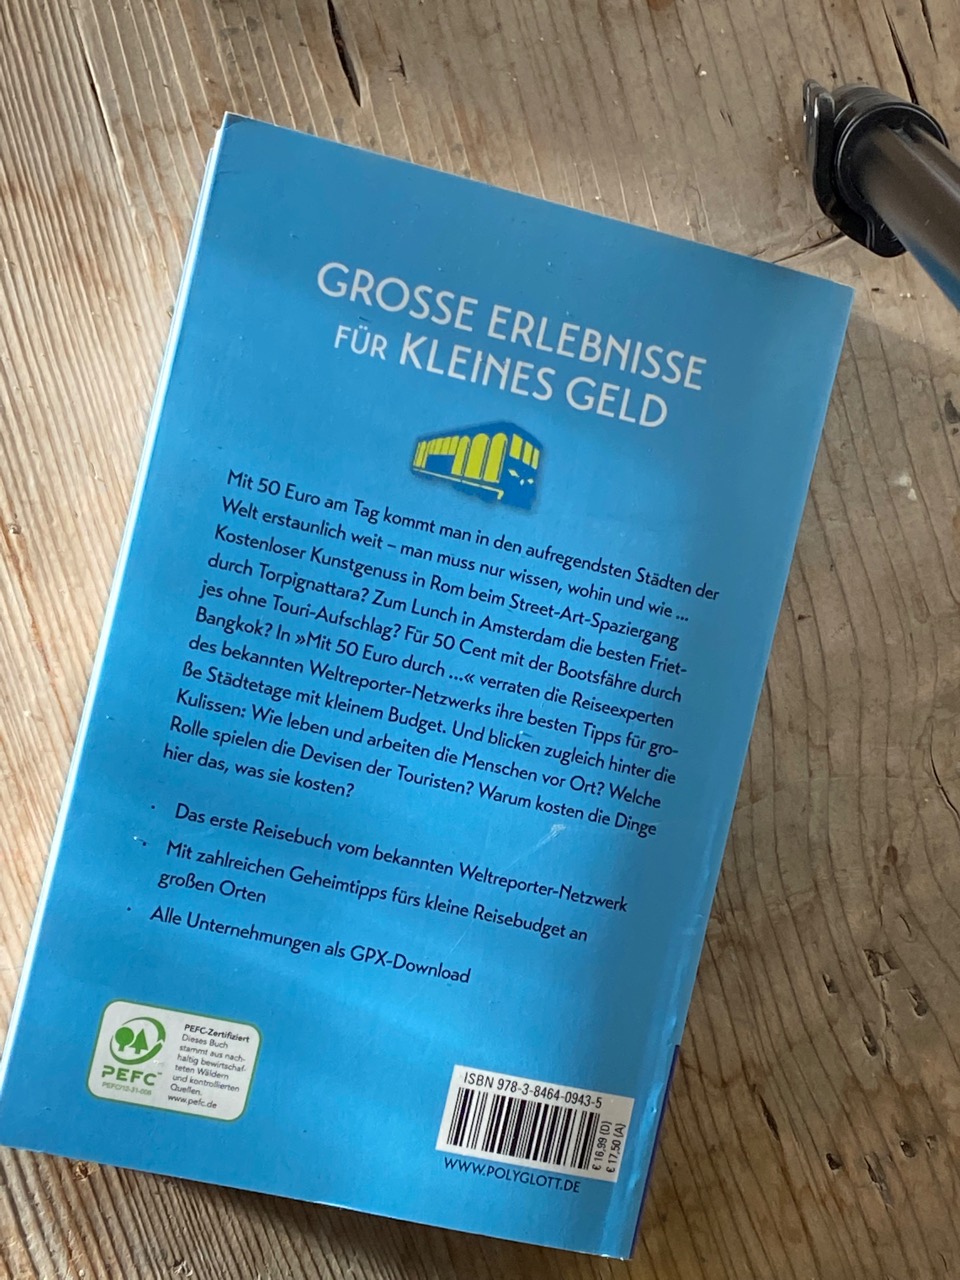 GROSSE ERLEBNISSE
FÜR KLEINES GELD
Mit 50 Euro am Tag kommt man in den aufregendsten Städten der
Welt erstaunlich weit – man muss nur wissen, wohin und wie ...
Kostenloser Kunstgenuss in Rom beim Street-Art-Spaziergang
durch Torpignattara? Zum Lunch in Amsterdam die besten Friet-
jes ohne Touri-Aufschlag? Für 50 Cent mit der Bootsfähre durch
Bangkok? In »Mit 50 Euro durch ...« verraten die Reiseexperten
des bekannten Weltreporter-Netzwerks ihre besten Tipps für gro-
ße Städtetage mit kleinem Budget. Und blicken zugleich hinter die
Kulissen: Wie leben und arbeiten die Menschen vor Ort? Welche
Rolle spielen die Devisen der Touristen? Warum kosten die Dinge
hier das, was sie kosten?
· Das erste Reisebuch vom bekannten Weltreporter-Netzwerk
· Mit zahlreichen Geheimtipps fürs kleine Reisebudget an
großen Orten
· Alle Unternehmungen als GPX-Download
PEFC-Zertifiziert
Dieses Buch
stammt aus nach-
haltig bewirtschaf-
teten Wäldern
und kontrollierten
Quellen.
www.pefc.de
PEFC™
PEFC/12-31-006
ISBN 978-3-8464-0943-5
€ 16,99 (D)
€ 17,50 (A)
WWW.POLYGLOTT.DE